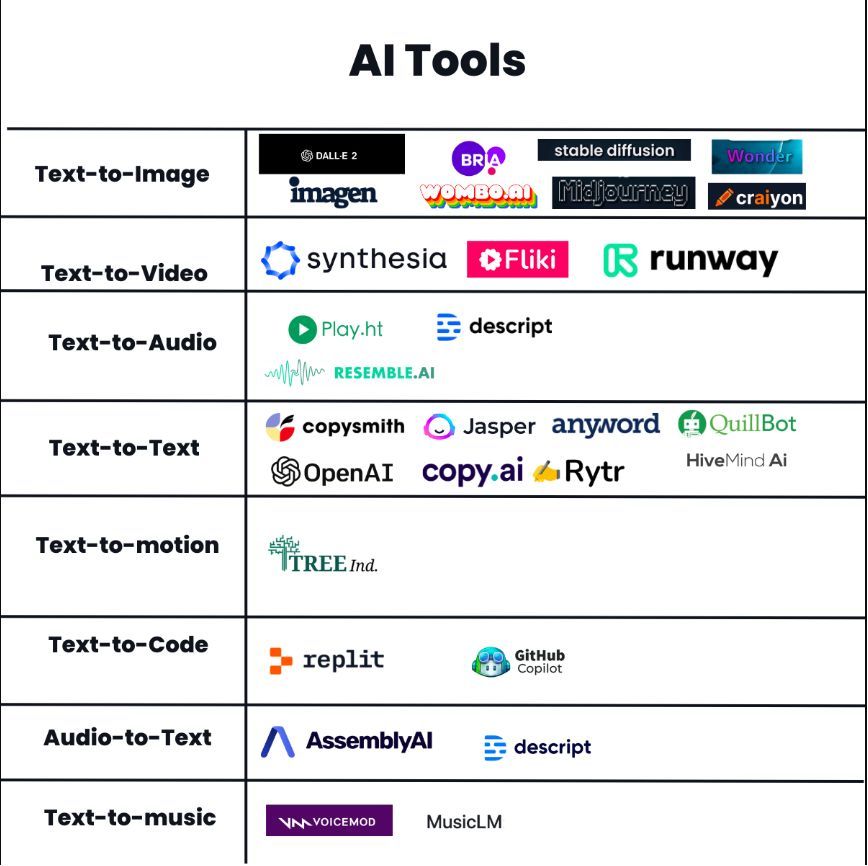 AI Tools
Text-to-Image
DALL·E 2
BRIA
stable diffusion
Wonder
imagen
WOMBO.AI
Midjourney
craiyon
Text-to-Video
synthesia
Fliki
runway
Text-to-Audio
Play.ht
descript
RESEMBLE.AI
Text-to-Text
copysmith
Jasper
anyword
QuillBot
OpenAI
copy.ai
Rytr
HiveMind Ai
Text-to-motion
TREE Ind.
Text-to-Code
replit
GitHub
Copilot
Audio-to-Text
AssemblyAI
descript
Text-to-music
VOICEMOD
MusicLM